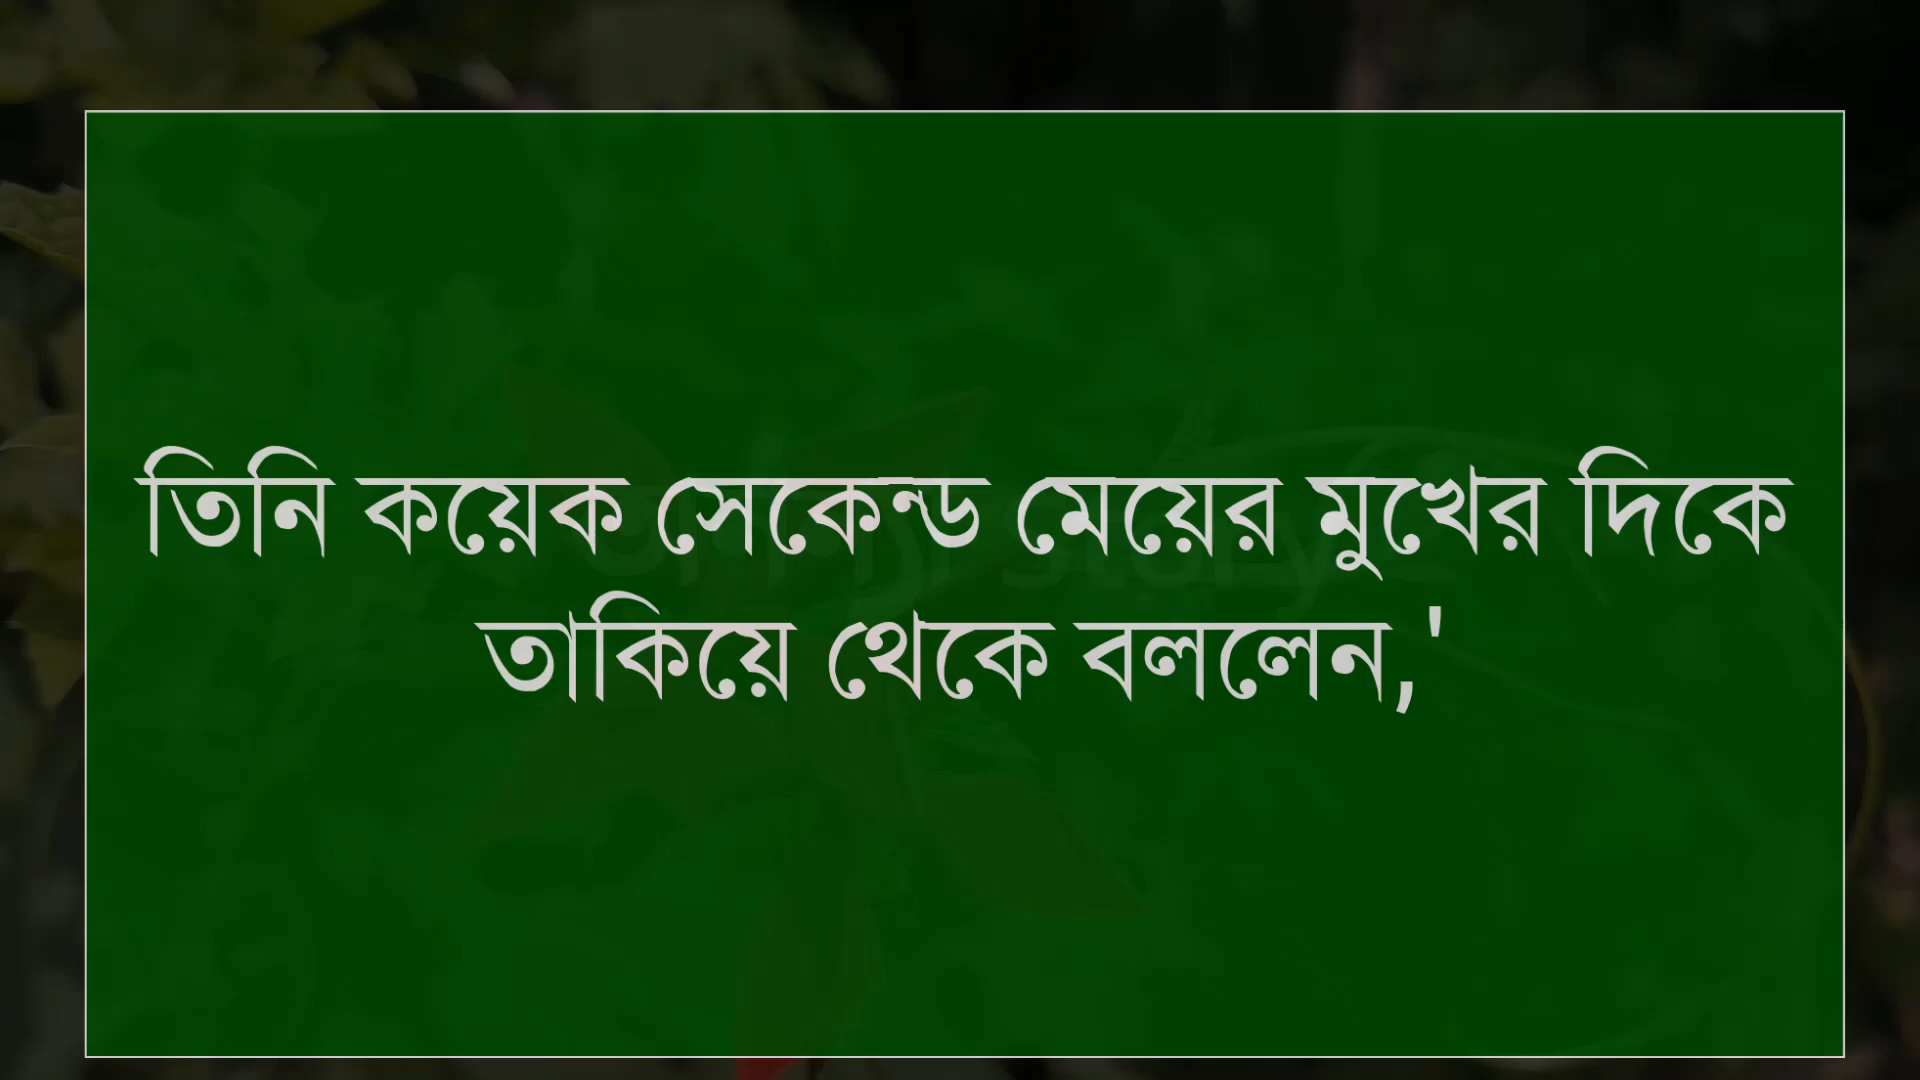 তিনি কয়েক সেকেন্ড মেয়ের মুখের দিকে
তাকিয়ে থেকে বললেন,'